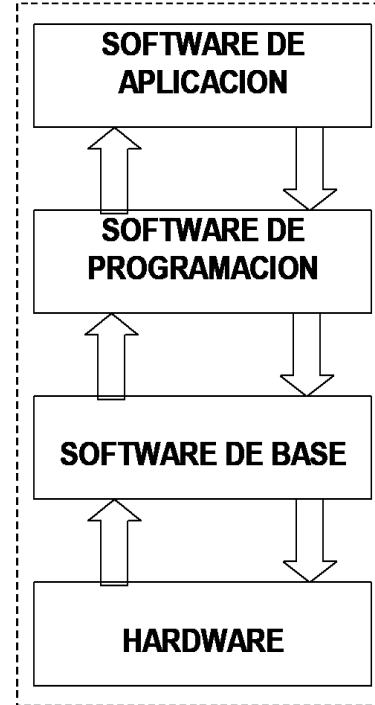 SOFTWARE DE
APLICACION
SOFTWARE DE
PROGRAMACION
SOFTWARE DE BASE
HARDWARE